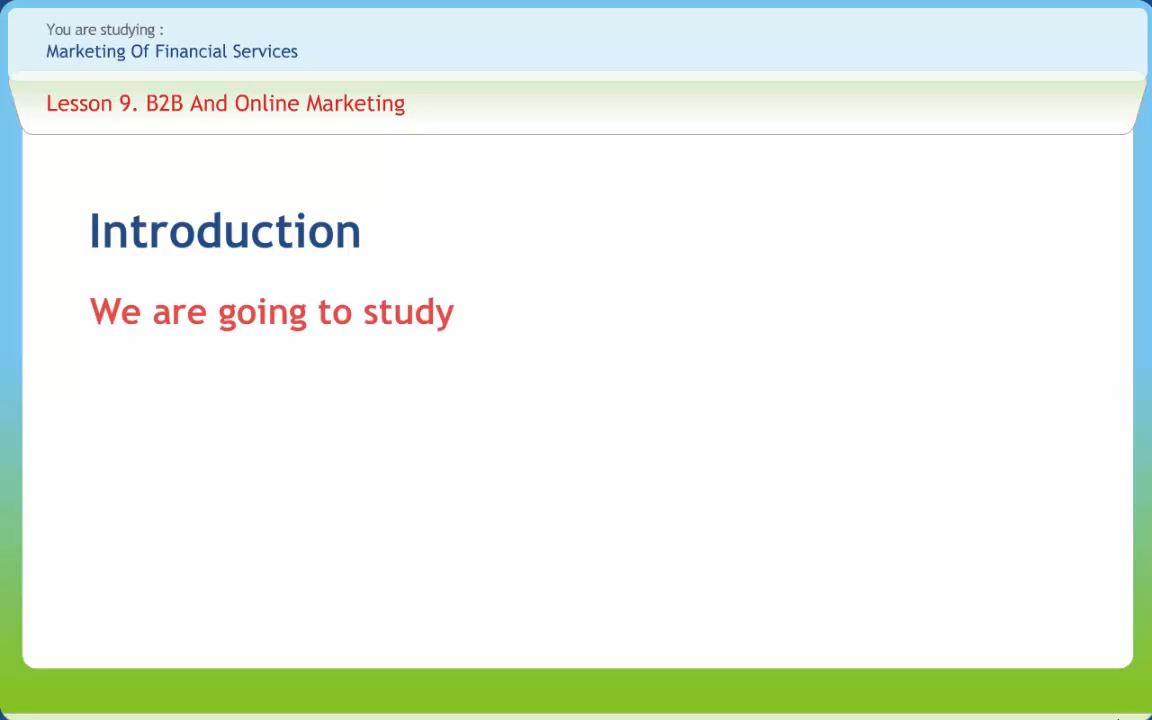 You are studying :
Marketing Of Financial Services
Lesson 9. B2B And Online Marketing
Introduction
We are going to study